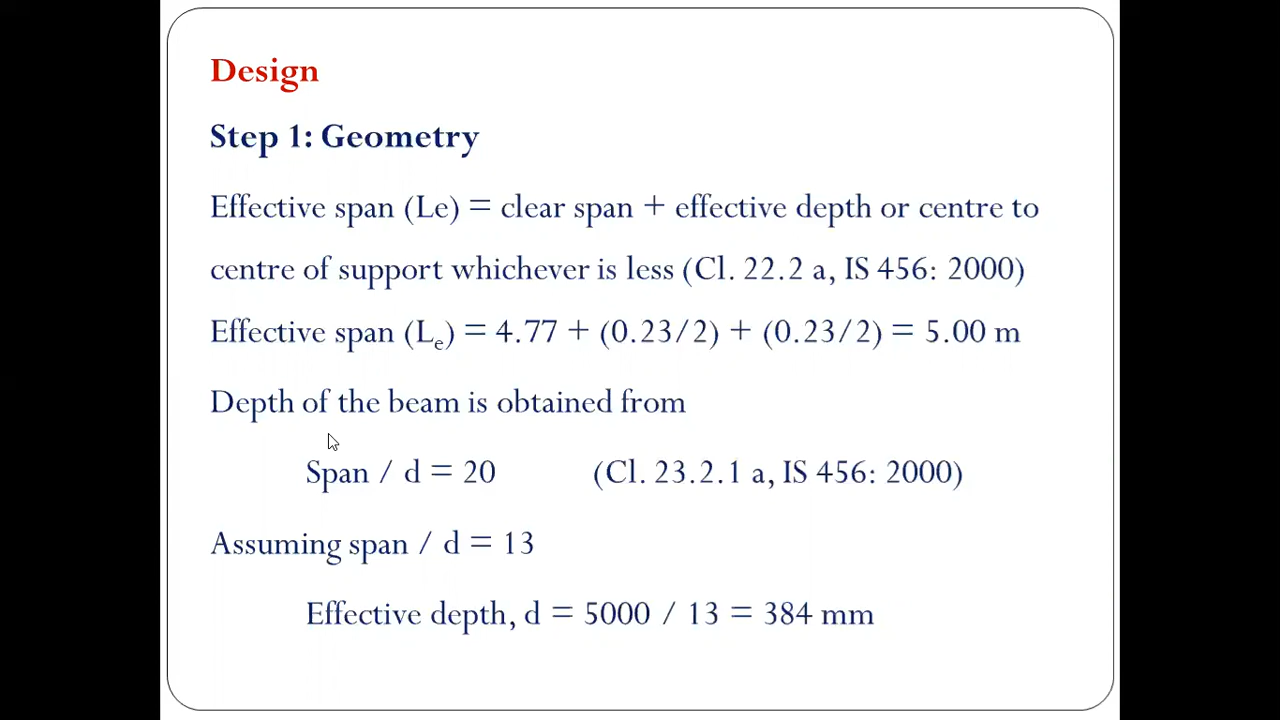 Design
Step 1: Geometry
Effective span (Le) = clear span + effective depth or centre to
centre of support whichever is less (Cl. 22.2 a, IS 456: 2000)
Effective span (Le) = 4.77 + (0.23/2) + (0.23/2) = 5.00 m
Depth of the beam is obtained from
Span / d = 20 (Cl. 23.2.1 a, IS 456: 2000)
Assuming span / d = 13
Effective depth, d = 5000 / 13 = 384 mm